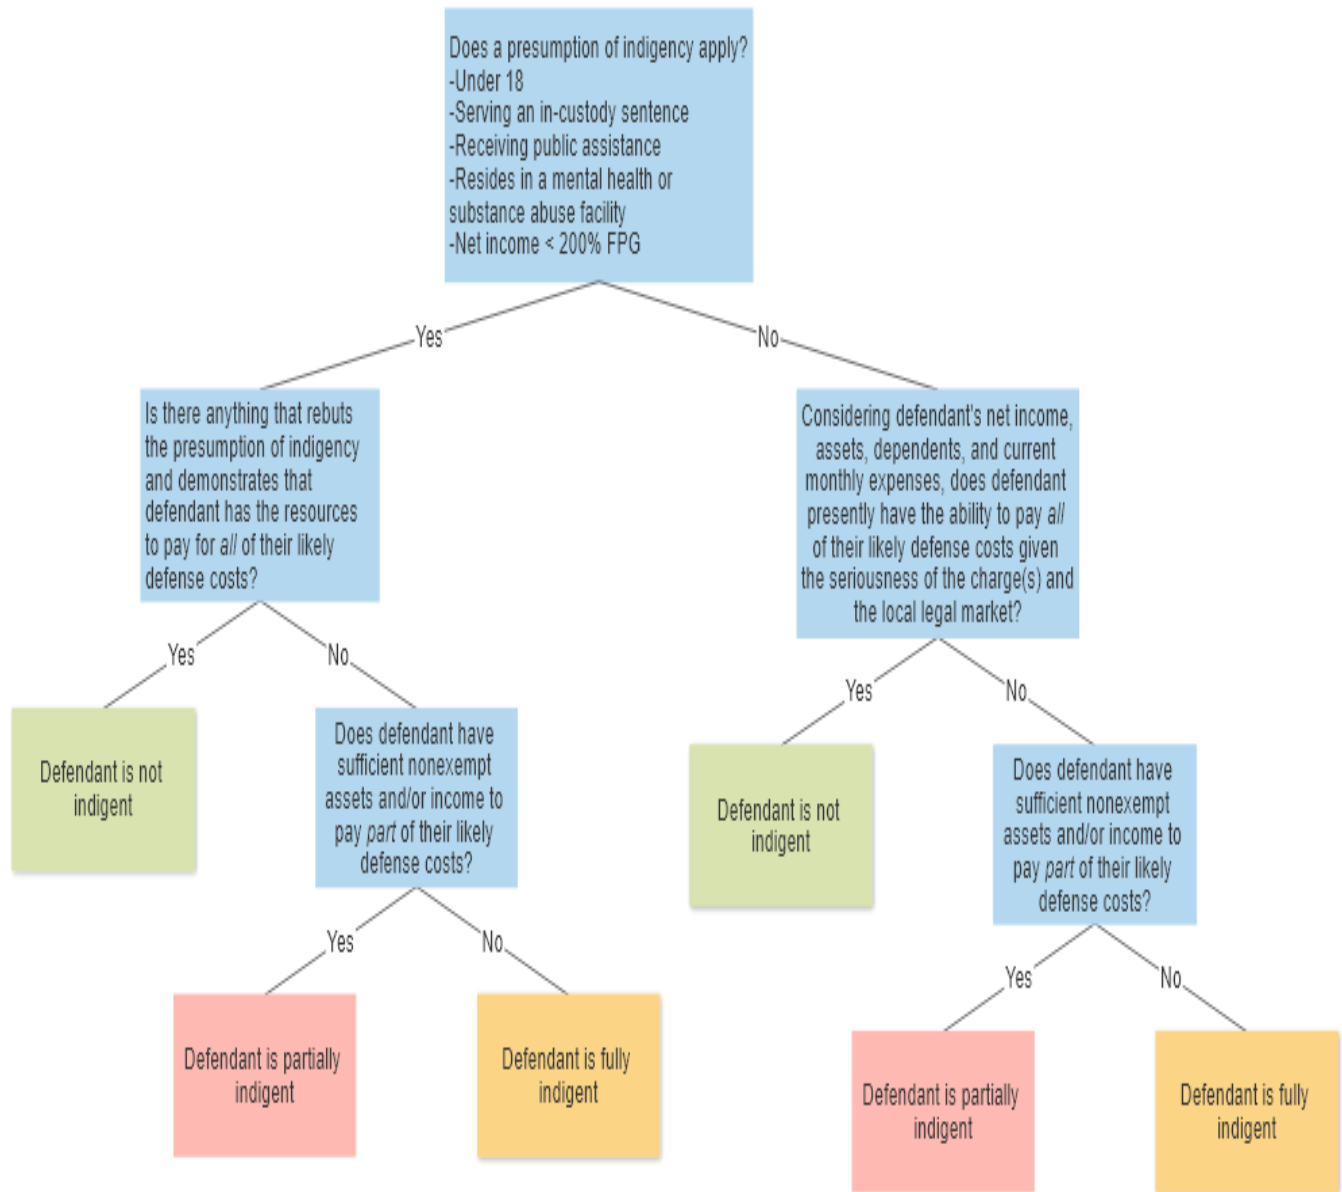 Does a presumption of indigency apply?
-Under 18
-Serving an in-custody sentence
-Receiving public assistance
-Resides in a mental health or
substance abuse facility
-Net income < 200% FPG
Yes
No
Is there anything that rebuts
the presumption of indigency
and demonstrates that
defendant has the resources
to pay for all of their likely
defense costs?
Considering defendant's net income,
assets, dependents, and current
monthly expenses, does defendant
presently have the ability to pay all
of their likely defense costs given
the seriousness of the charge(s) and
the local legal market?
Yes
No
Yes
No
Defendant is not
indigent
Does defendant have
sufficient nonexempt
assets and/or income to
pay part of their likely
defense costs?
Defendant is not
indigent
Does defendant have
sufficient nonexempt
assets and/or income to
pay part of their likely
defense costs?
Yes
No
Yes
No
Defendant is partially
indigent
Defendant is fully
indigent
Defendant is partially
indigent
Defendant is fully
indigent